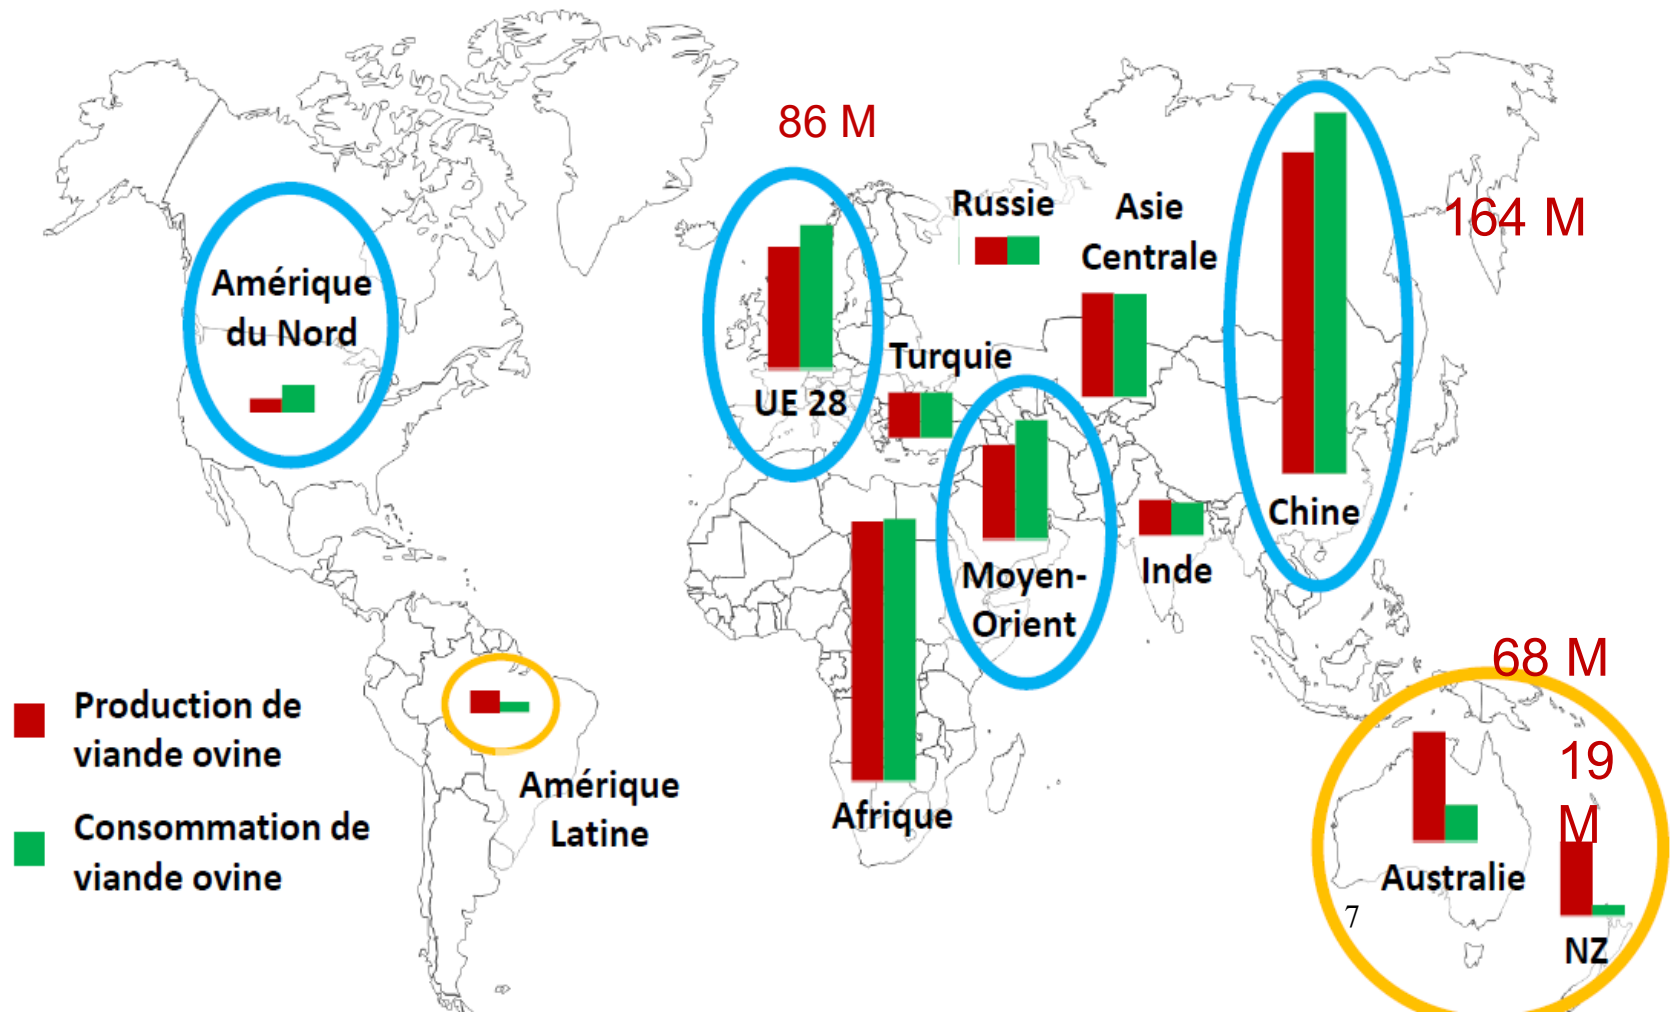 86 M
Russie
Asie
Centrale
164 M
Amérique
du Nord
Turquie
UE 28
Chine
Moyen-
Orient
Inde
68 M
Production de
viande ovine
19
M
Amérique
Latine
Afrique
Consommation de
viande ovine
Australie
7
NZ